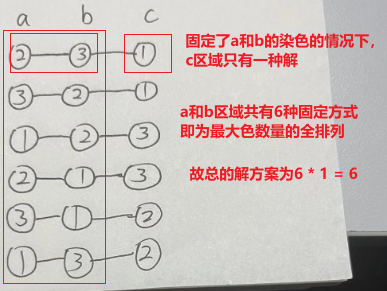 a b c
② ③ ① 固定了a和b的染色的情况下，
c区域只有一种解
③ ② ①
a和b区域共有6种固定方式
① ② ③ 即为最大色数量的全排列
② ① ③ 故总的解方案为6 * 1 = 6
③ ① ②
① ③ ②